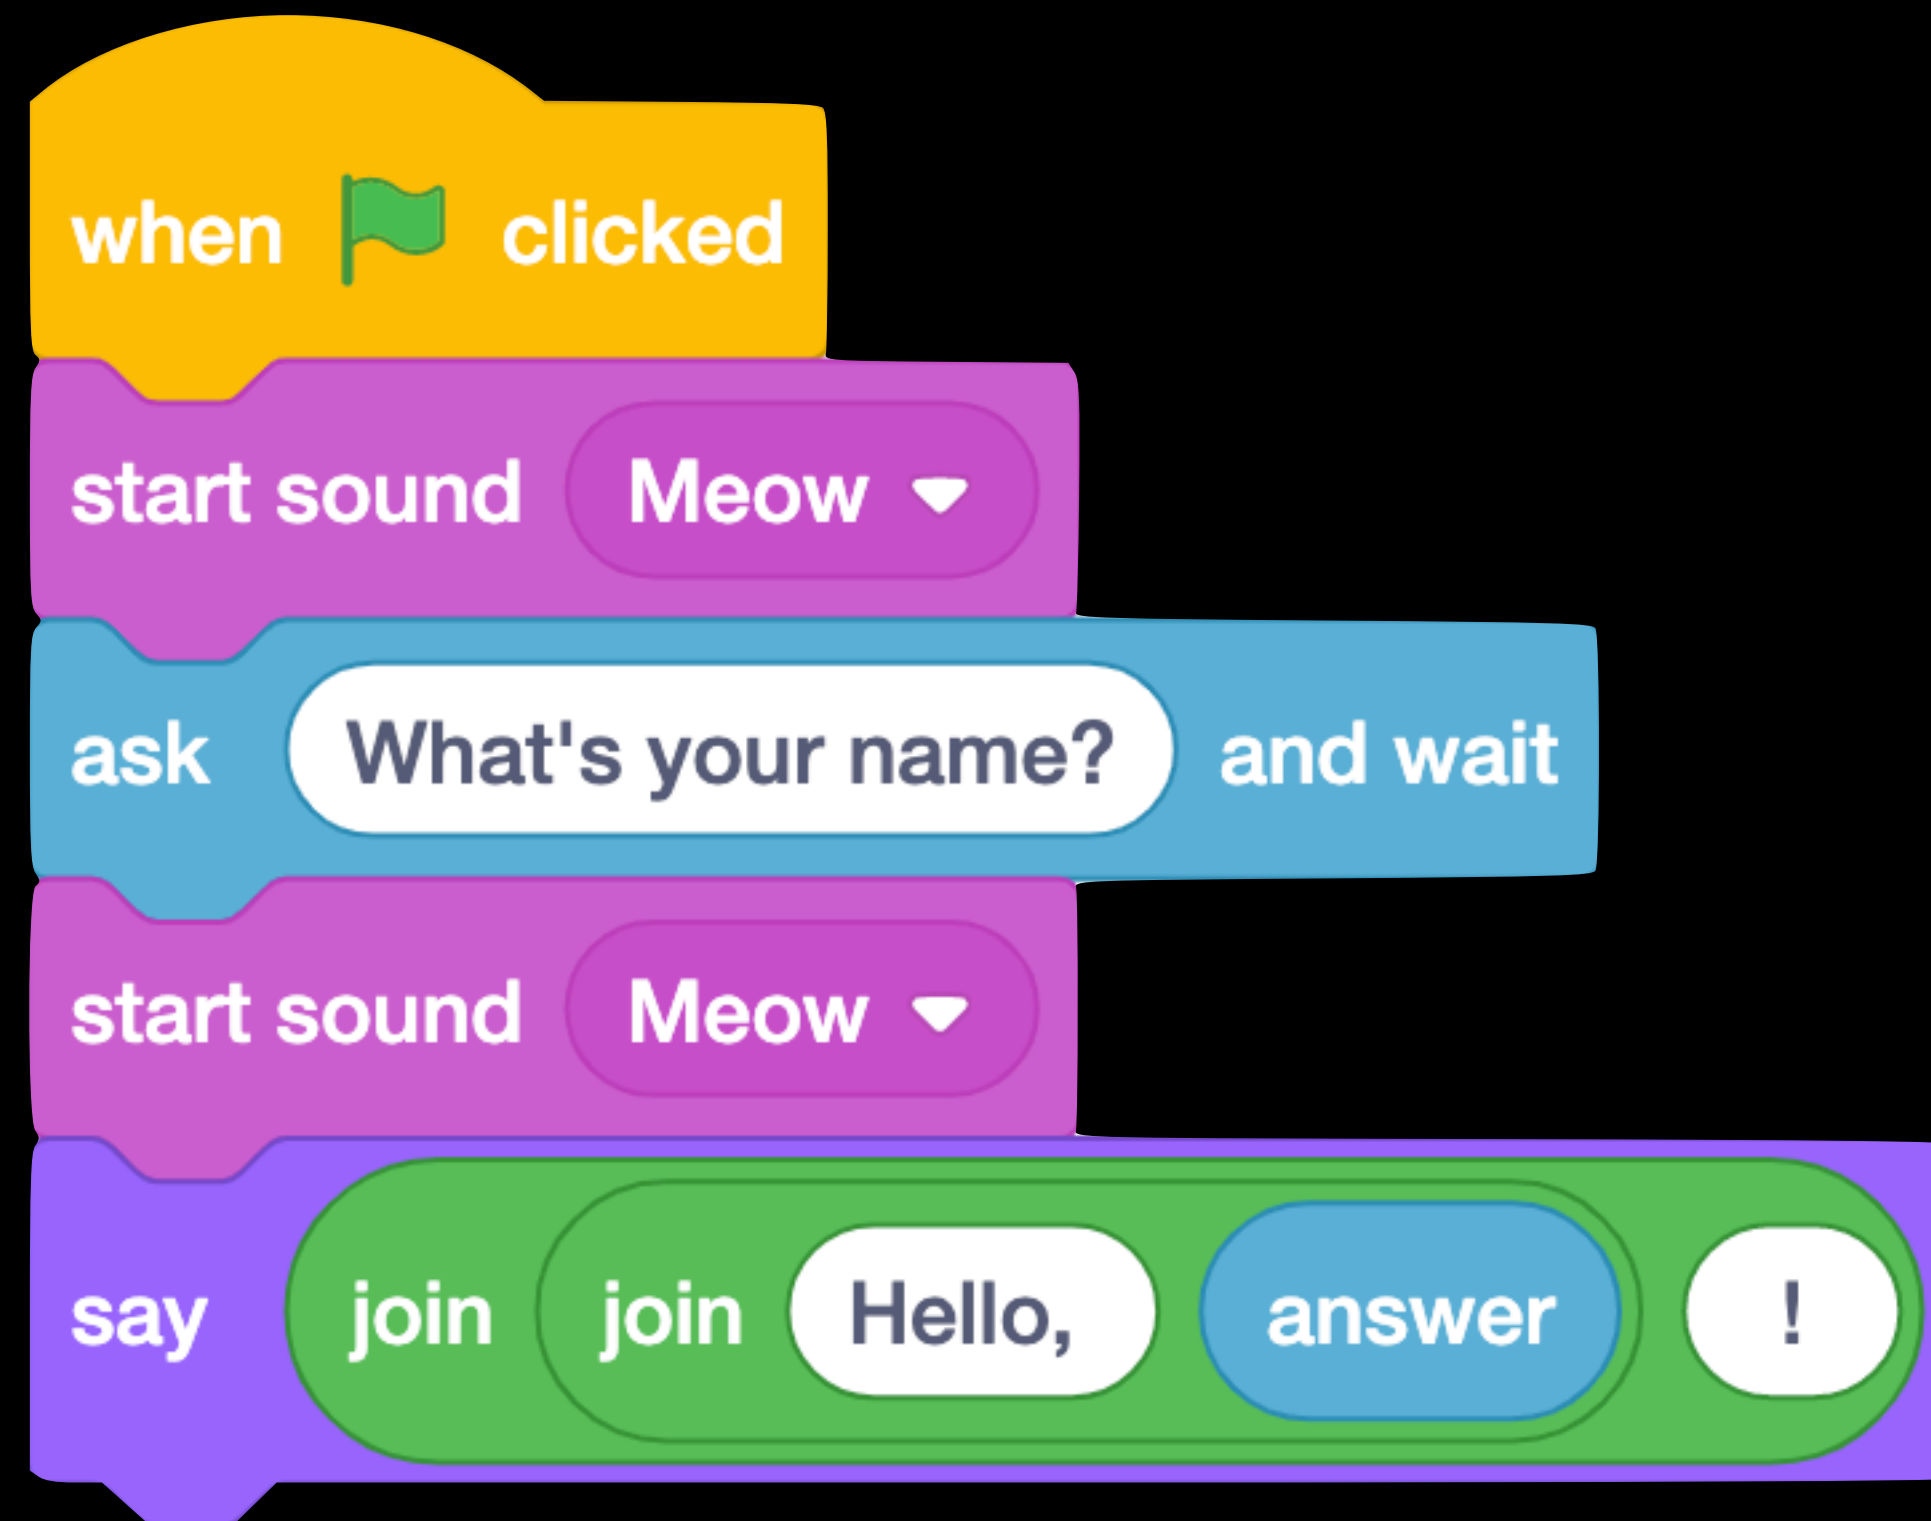 when clicked
start sound Meow
ask What's your name? and wait
start sound Meow
say join join Hello, answer !